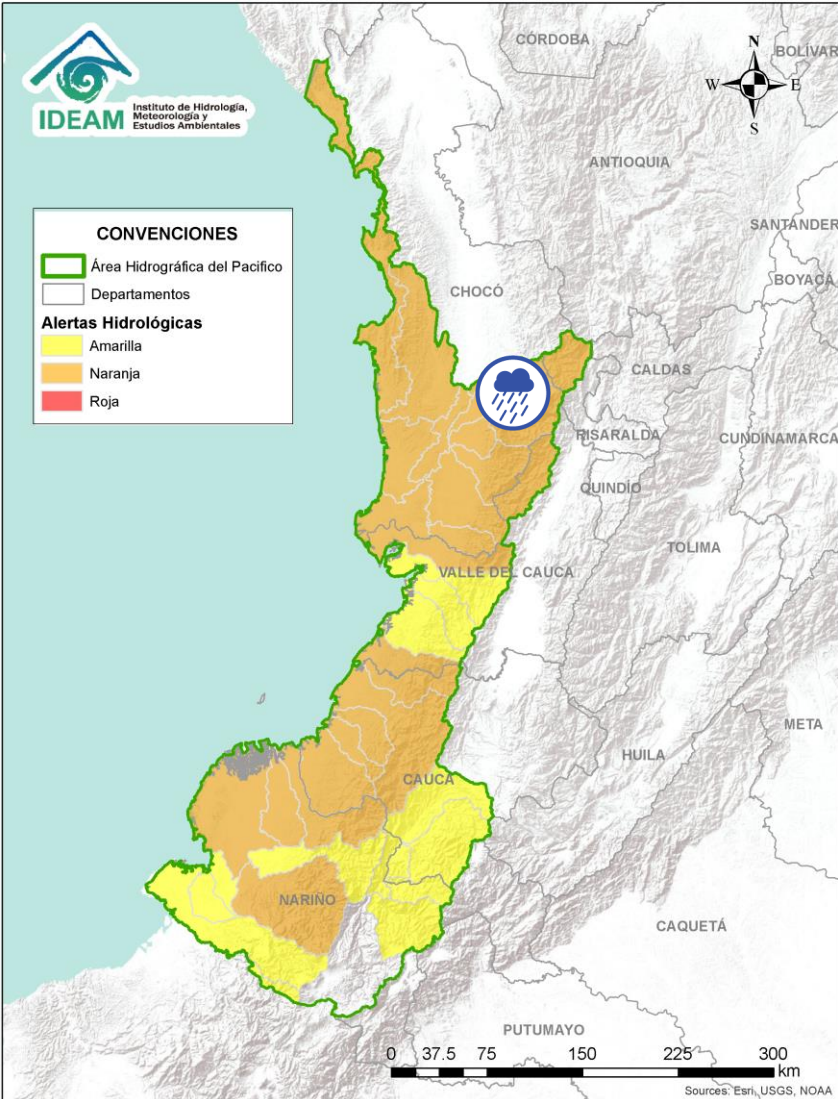 IDEAM
Instituto de Hidrología,
Meteorología y
Estudios Ambientales
N
W
E
S
CÓRDOBA
BOLÍVAR
ANTIOQUIA
SANTANDER
BOYACÁ
CHOCÓ
CALDAS
RISARALDA
CUNDINAMARCA
QUINDÍO
TOLIMA
VALLE DEL CAUCA
META
HUILA
CAUCA
NARIÑO
CAQUETÁ
PUTUMAYO
CONVENCIONES
Área Hidrográfica del Pacifico
Departamentos
Alertas Hidrológicas
Amarilla
Naranja
Roja
0 37.5 75 150 225 300
km
Sources: Esri, USGS, NOAA